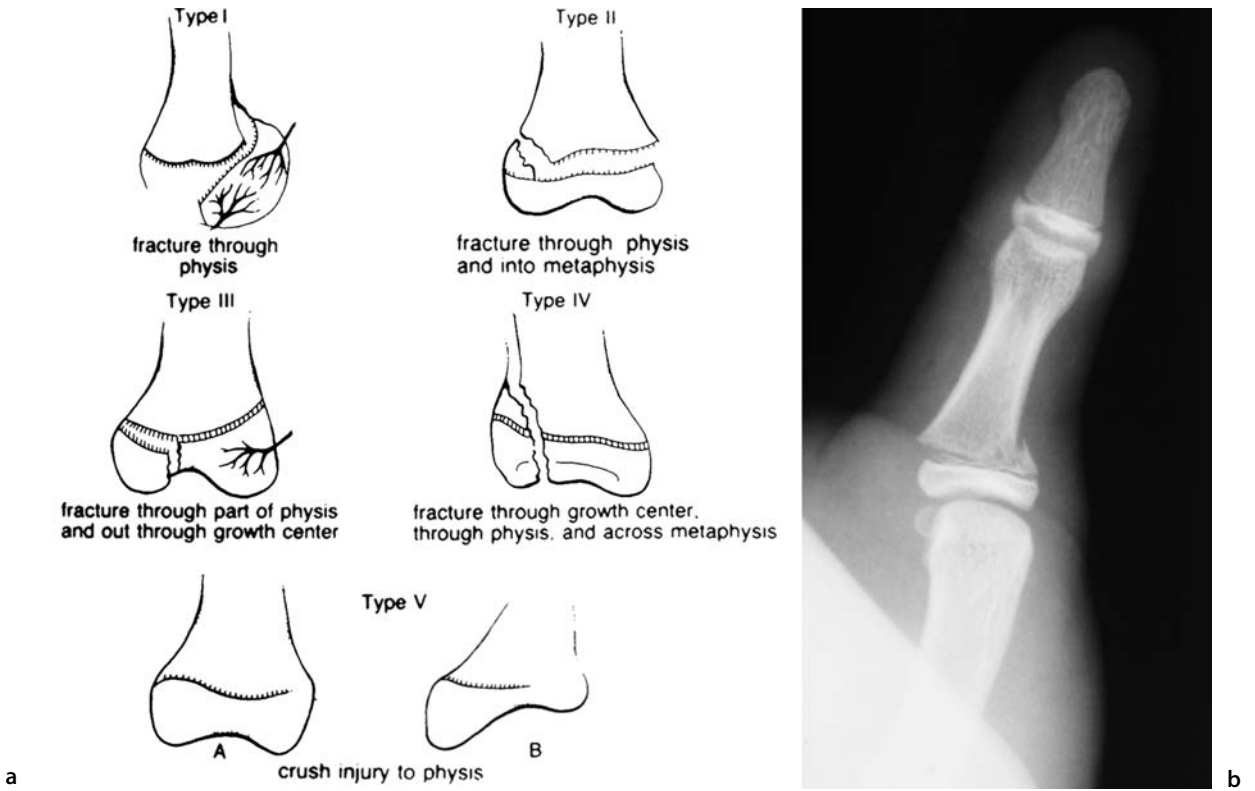 Type I
Type II
fracture through
physis
fracture through physis
and into metaphysis
Type III
Type IV
fracture through part of physis
and out through growth center
fracture through growth center,
through physis, and across metaphysis
Type V
A
B
crush injury to physis
a
b